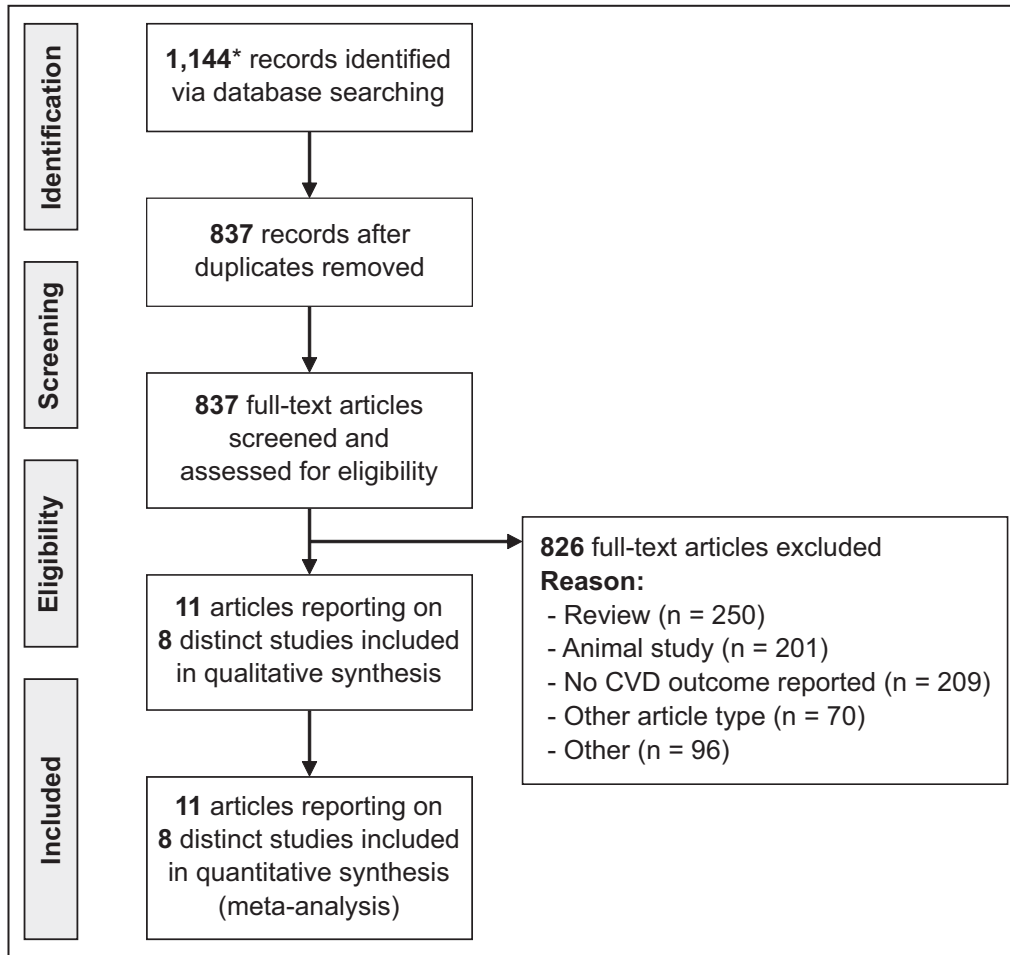 Identification
1,144* records identified
via database searching
837 records after
duplicates removed
Screening
837 full-text articles
screened and
assessed for eligibility
Eligibility
826 full-text articles excluded
Reason:
- Review (n = 250)
- Animal study (n = 201)
- No CVD outcome reported (n = 209)
- Other article type (n = 70)
- Other (n = 96)
11 articles reporting on
8 distinct studies included
in qualitative synthesis
Included
11 articles reporting on
8 distinct studies included
in quantitative synthesis
(meta-analysis)